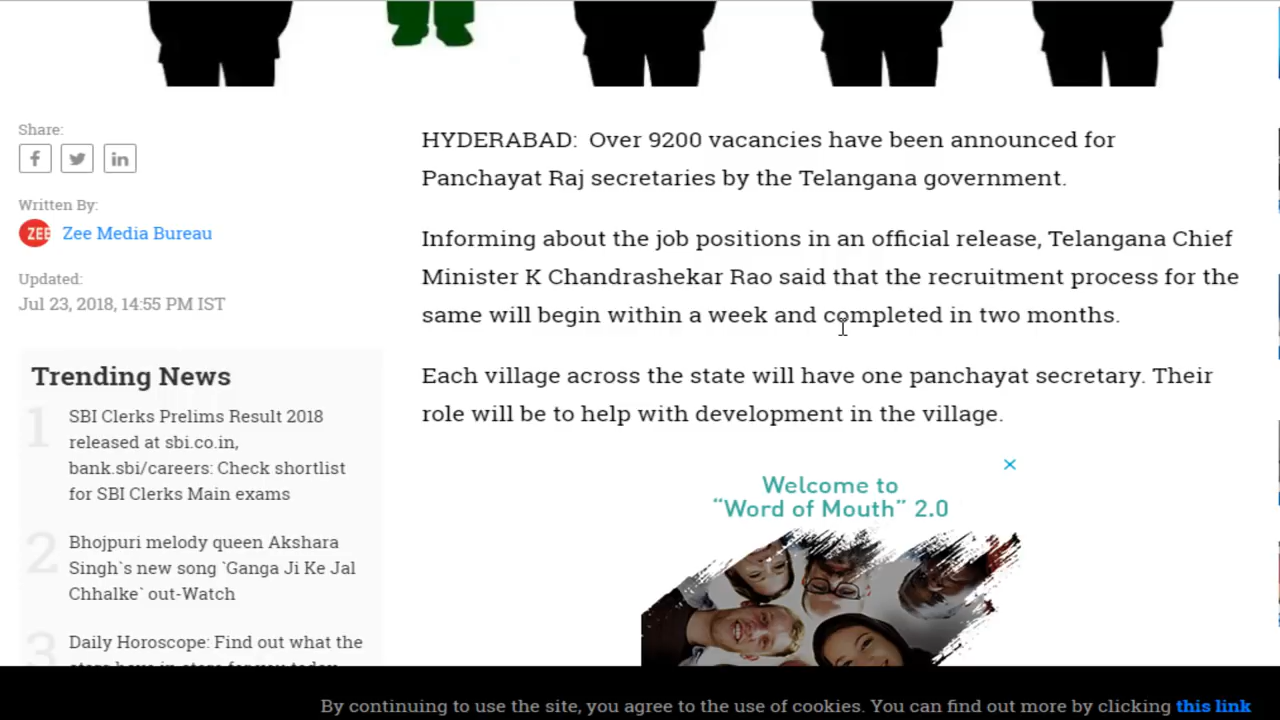 Share:
Written By:
ZEE Zee Media Bureau
Updated:
Jul 23, 2018, 14:55 PM IST
Trending News
1 SBI Clerks Prelims Result 2018
released at sbi.co.in,
bank.sbi/careers: Check shortlist
for SBI Clerks Main exams
2 Bhojpuri melody queen Akshara
Singh`s new song `Ganga Ji Ke Jal
Chhalke` out-Watch
3 Daily Horoscope: Find out what the
HYDERABAD: Over 9200 vacancies have been announced for
Panchayat Raj secretaries by the Telangana government.
Informing about the job positions in an official release, Telangana Chief
Minister K Chandrashekar Rao said that the recruitment process for the
same will begin within a week and completed in two months.
Each village across the state will have one panchayat secretary. Their
role will be to help with development in the village.
Welcome to
“Word of Mouth” 2.0
By continuing to use the site, you agree to the use of cookies. You can find out more by clicking this link